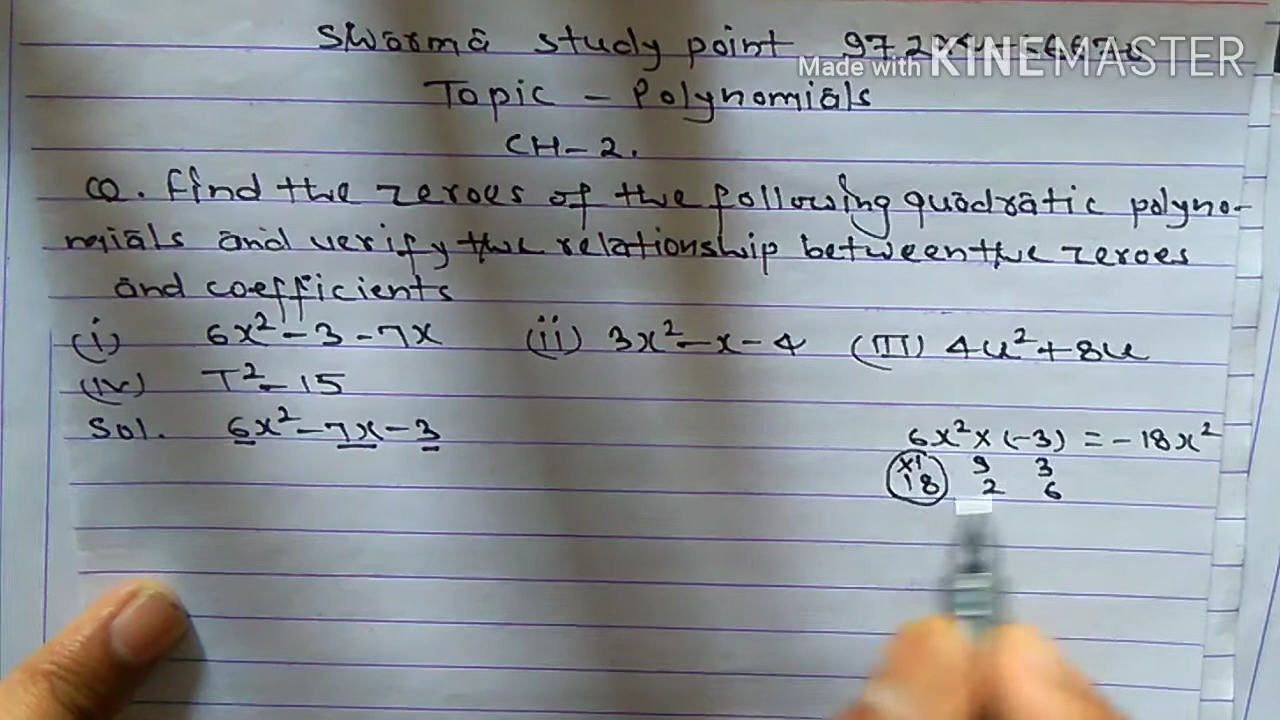 Swarma study point
Made with KINEMASTER
Topic - Polynomials
CH-2.
Q. Find the zeroes of the following quadratic polyno-
mials and verify the relationship between the zeroes
and coefficients
(i) 6x² - 3 - 7x (ii) 3x² - x - 4 (III) 4u² + 8u
(iv) T² - 15
Sol. 6x² - 7x - 3
6x² × (-3) = -18x²
x1 9 3
18 2 6